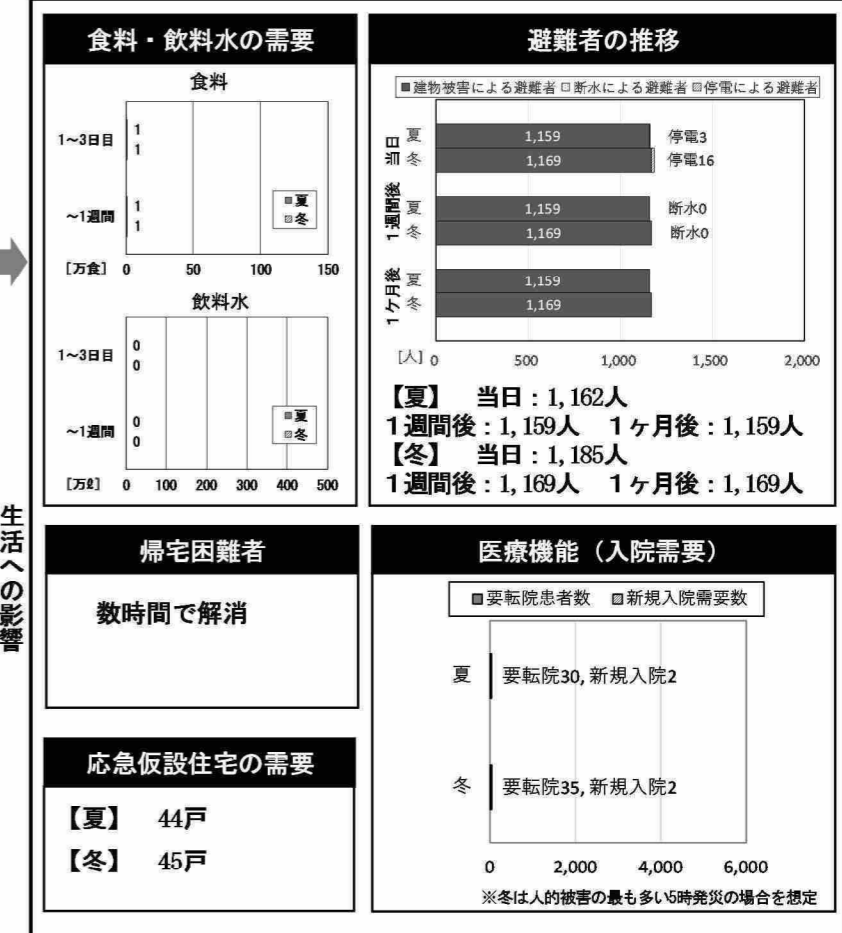 生活への影響
食料・飲料水の需要
食料
1～3日目
1
1
～1週間
1
1
■夏
▨冬
[万食] 0 50 100 150
飲料水
1～3日目
0
0
～1週間
0
0
■夏
▨冬
[万ℓ] 0 100 200 300 400 500
避難者の推移
■建物被害による避難者 □断水による避難者 ▨停電による避難者
当日
夏 1,159 停電3
冬 1,169 停電16
1週間後
夏 1,159 断水0
冬 1,169 断水0
1ケ月後
夏 1,159
冬 1,169
[人] 0 500 1,000 1,500 2,000
【夏】 当日：1,162人
1週間後：1,159人 1ヶ月後：1,159人
【冬】 当日：1,185人
1週間後：1,169人 1ヶ月後：1,169人
帰宅困難者
数時間で解消
応急仮設住宅の需要
【夏】 44戸
【冬】 45戸
医療機能（入院需要）
■要転院患者数 ▨新規入院需要数
夏 要転院30, 新規入院2
冬 要転院35, 新規入院2
0 2,000 4,000 6,000
※冬は人的被害の最も多い5時発災の場合を想定